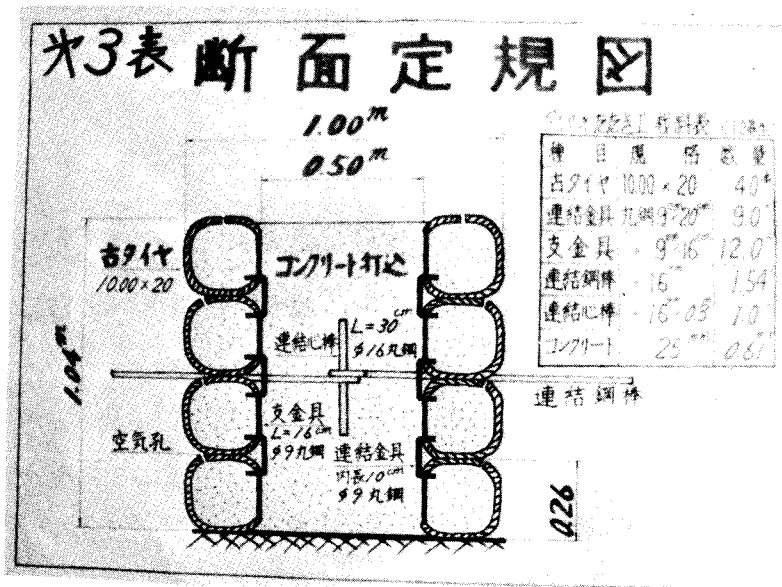 第3表 断面定規図
1.00m
0.50m
材料表
種目 規格 数量
古タイヤ 10.00×20 4.0
連結金具 丸鋼9 20 9.0
支金具 〃 9 16 12.0
連結鋼棒 〃 16 1.54
連結心棒 〃 16 03 1.0
コンクリート 25 0.61
古タイヤ
10.00×20
コンクリート打込
L=30cm
連結心棒
φ16丸鋼
1.04m
連結鋼棒
空気孔
支金具
L=16cm
φ9丸鋼
連結金具
内長10cm
φ9丸鋼
0.26